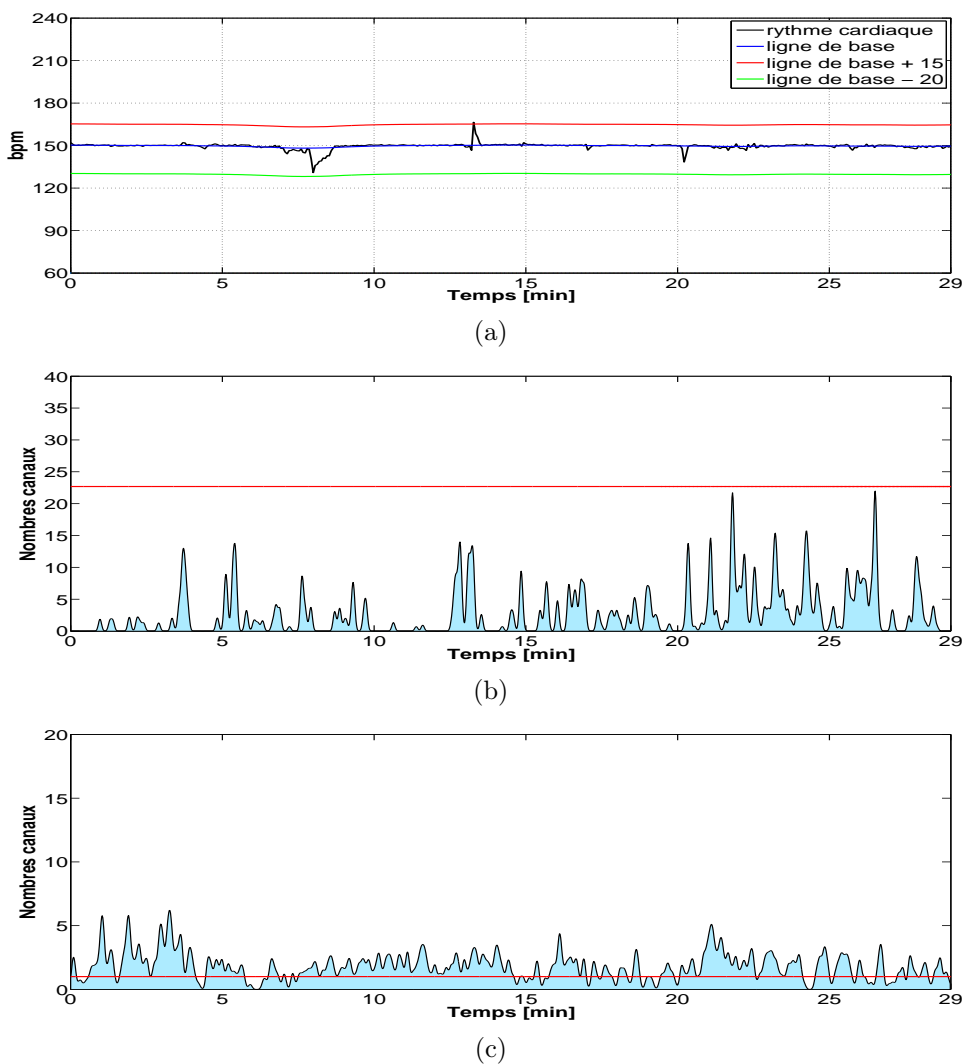 240
210
180
150
120
90
60
bpm
rythme cardiaque
ligne de base
ligne de base + 15
ligne de base − 20
0 5 10 15 20 25 29
Temps [min]
(a)
40
35
30
25
20
15
10
5
0
Nombres canaux
0 5 10 15 20 25 29
Temps [min]
(b)
20
15
10
5
0
Nombres canaux
0 5 10 15 20 25 29
Temps [min]
(c)